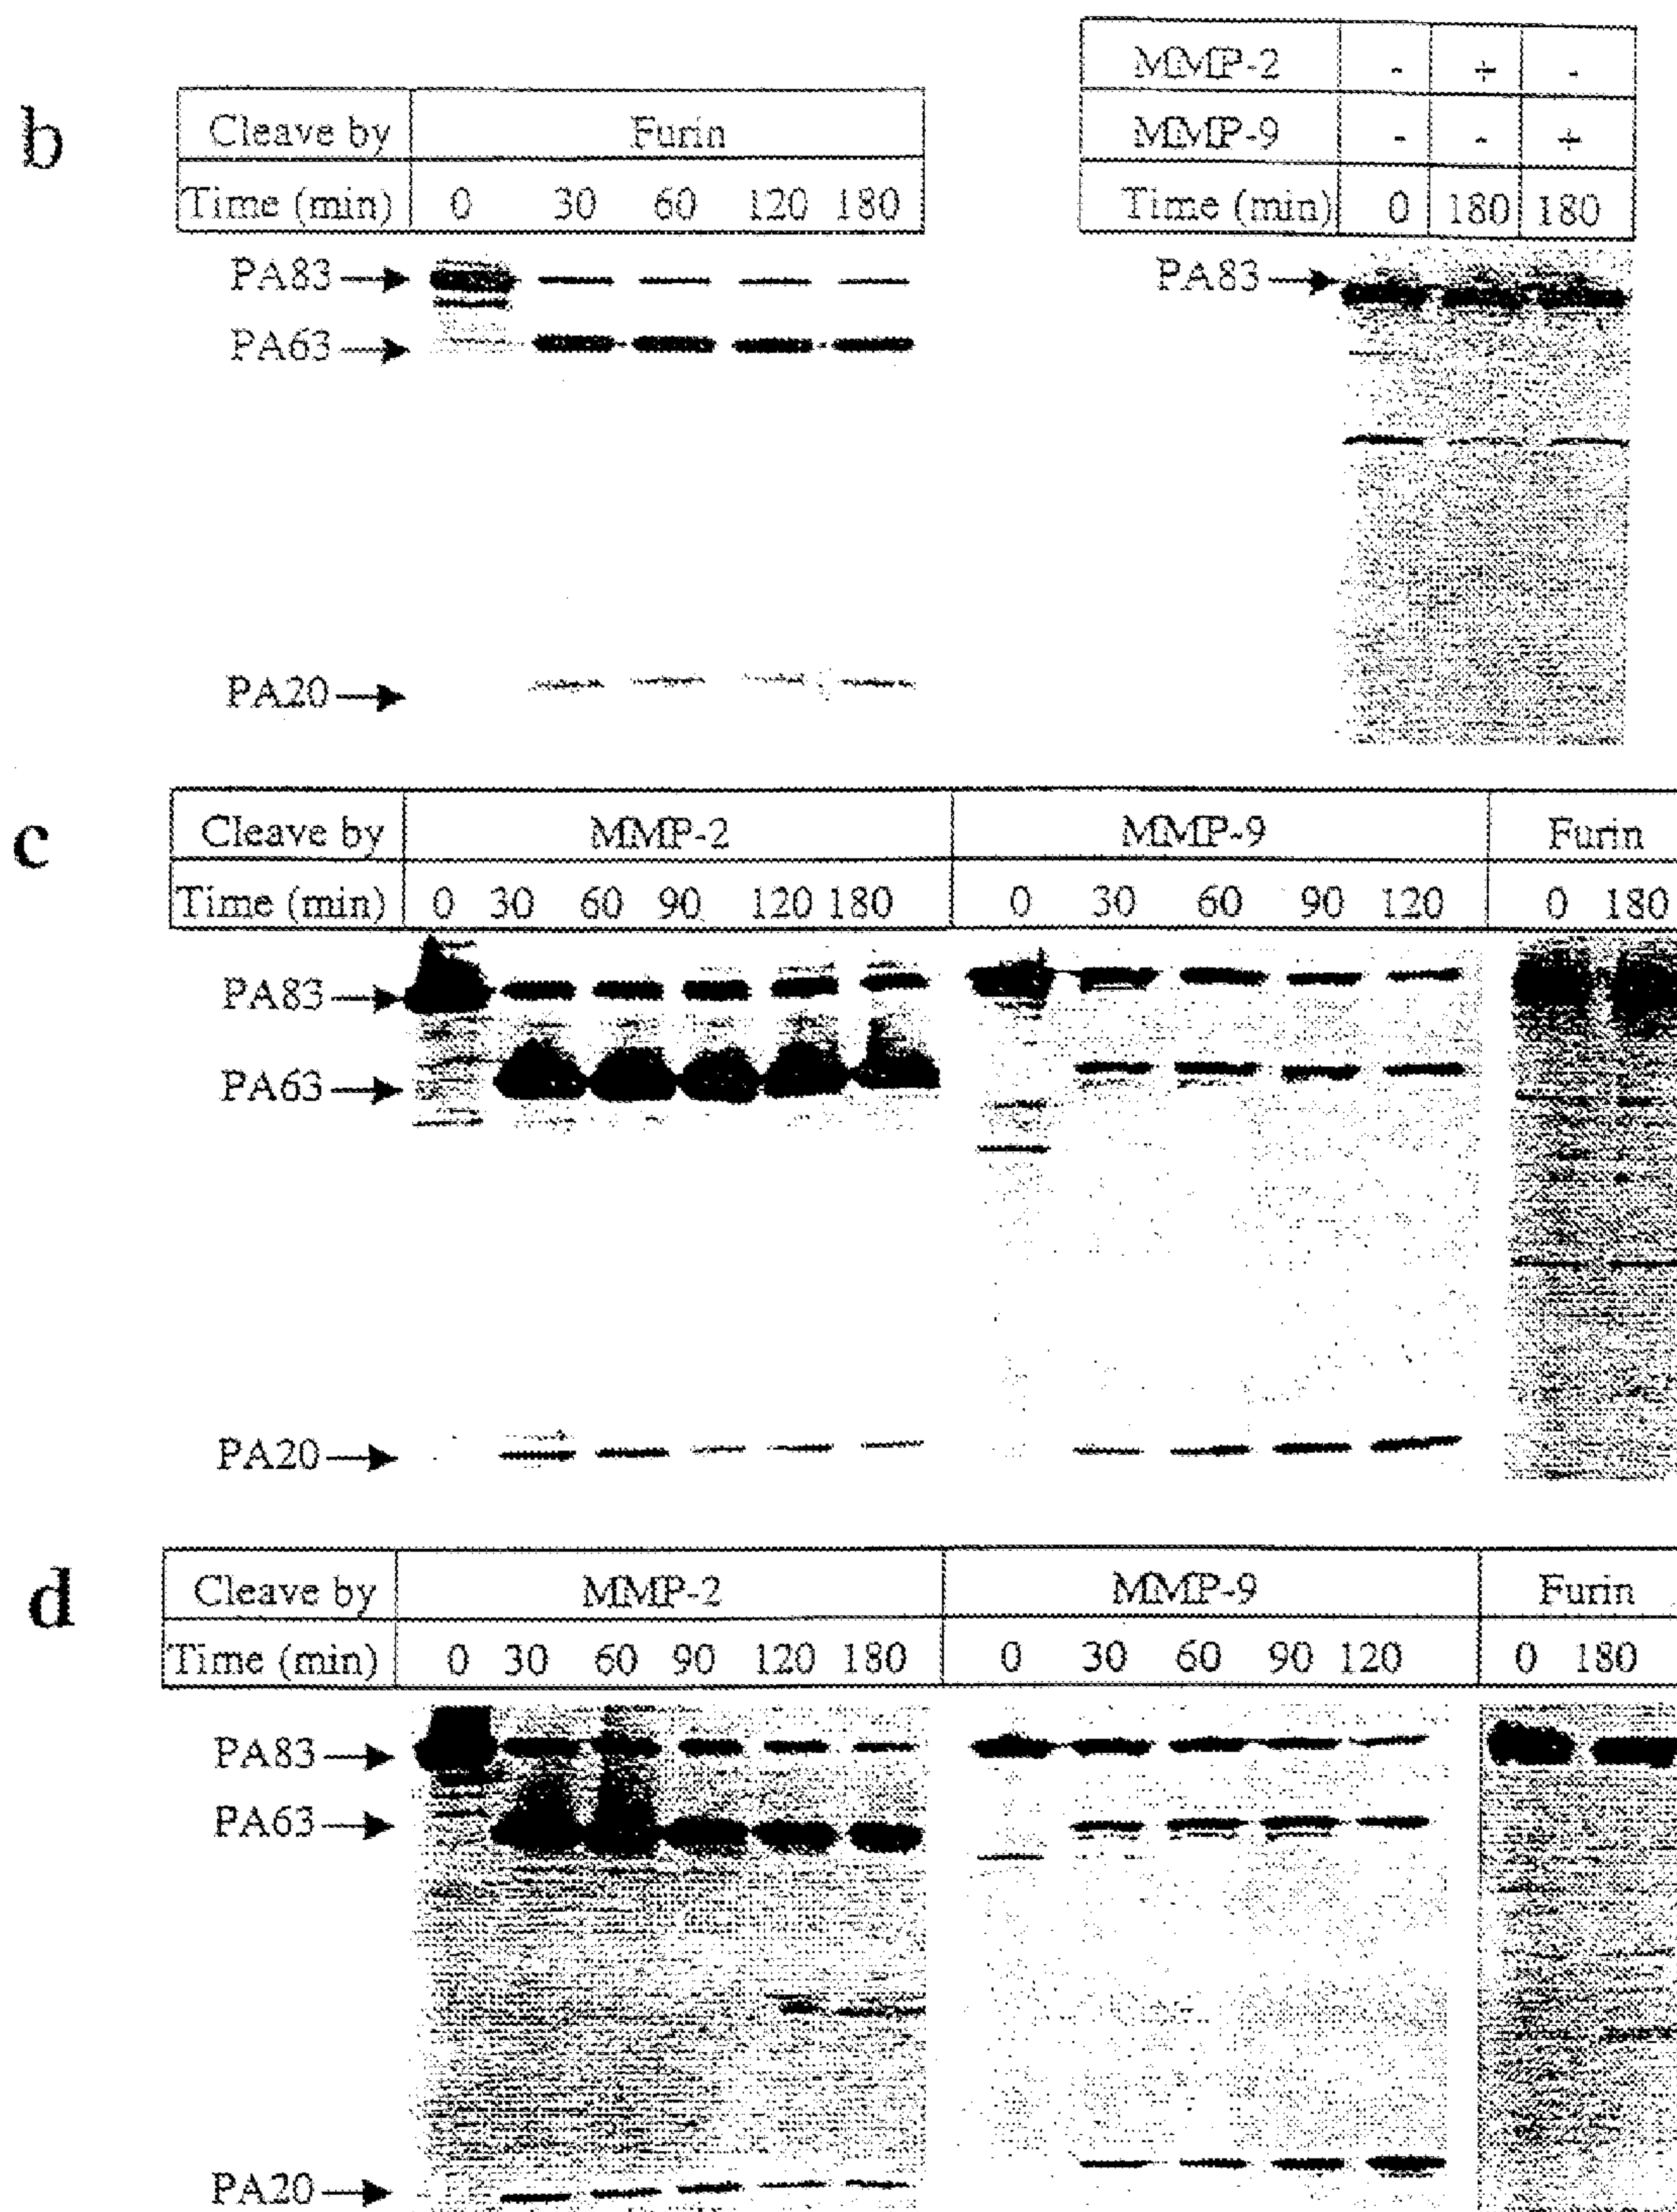 b
Cleave by Furin
Time (min) 0 30 60 120 180
PA83
PA63
PA20
MMP-2 - + -
MMP-9 - - +
Time (min) 0 180 180
PA83
c
Cleave by MMP-2 MMP-9 Furin
Time (min) 0 30 60 90 120 180 0 30 60 90 120 0 180
PA83
PA63
PA20
d
Cleave by MMP-2 MMP-9 Furin
Time (min) 0 30 60 90 120 180 0 30 60 90 120 0 180
PA83
PA63
PA20